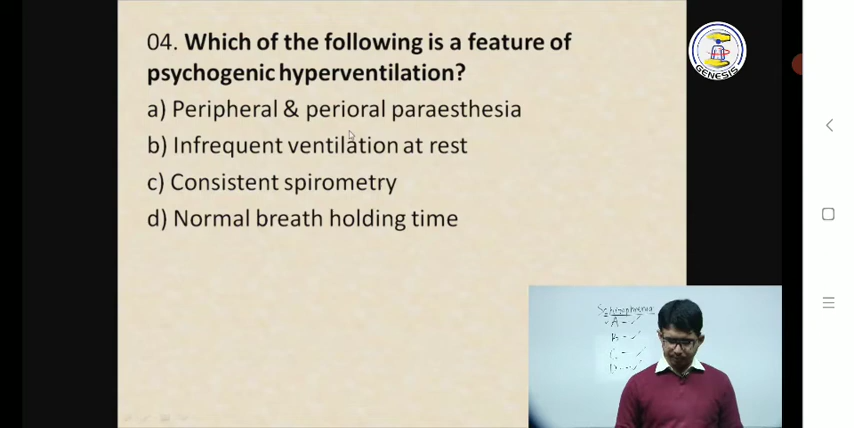 04. Which of the following is a feature of
psychogenic hyperventilation?
a) Peripheral & perioral paraesthesia
b) Infrequent ventilation at rest
c) Consistent spirometry
d) Normal breath holding time
GENESIS
Schizophrenia
A -
B -
C -
D -